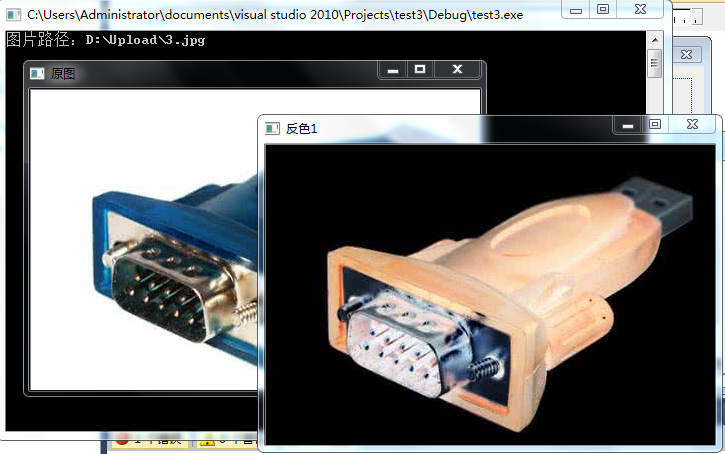 C:\Users\Administrator\documents\visual studio 2010\Projects\test3\Debug\test3.exe
图片路径：D:\Upload\3.jpg
原图
反色1